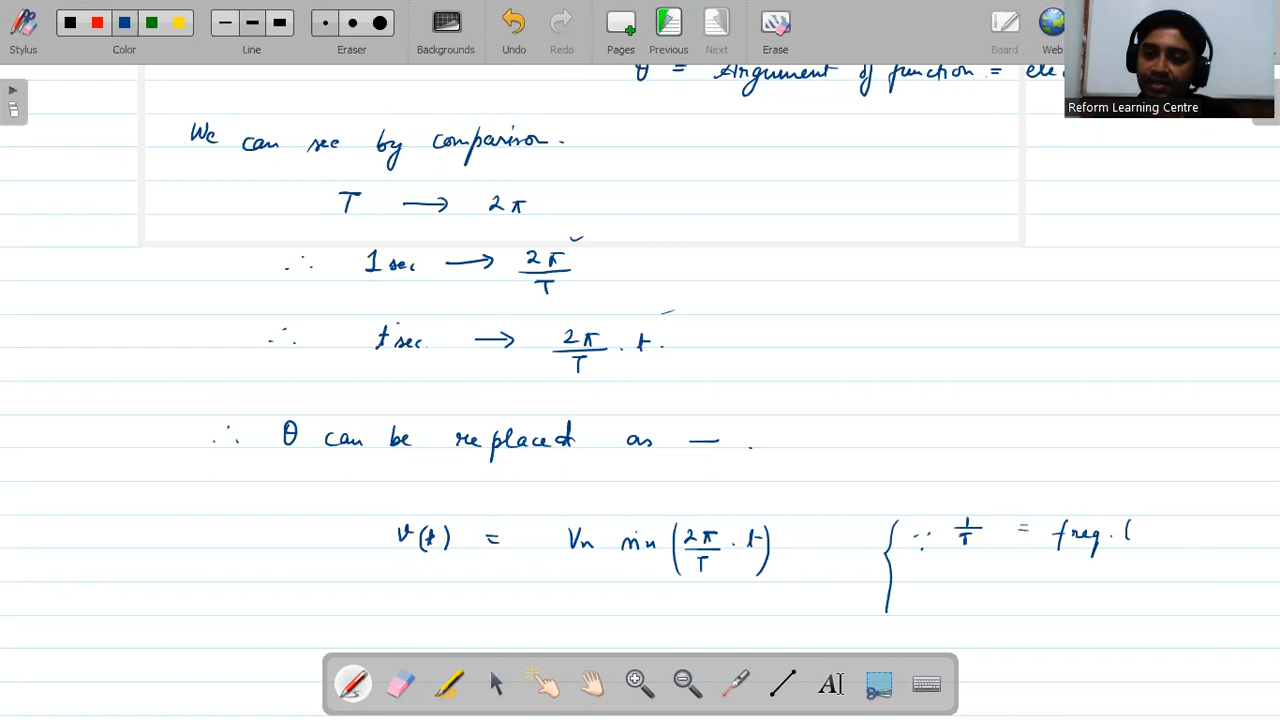 Stylus Color Line Eraser Backgrounds Undo Redo Pages Previous Next Erase Board Web
Reform Learning Centre
θ = Argument of function = ele
We can see by comparison.
T → 2π
∴ 1 sec → 2π/T
∴ t sec → 2π/T . t
∴ θ can be replaced as —
v(t) = Vm sin (2π/T . t) { ∵ 1/T = freq. (